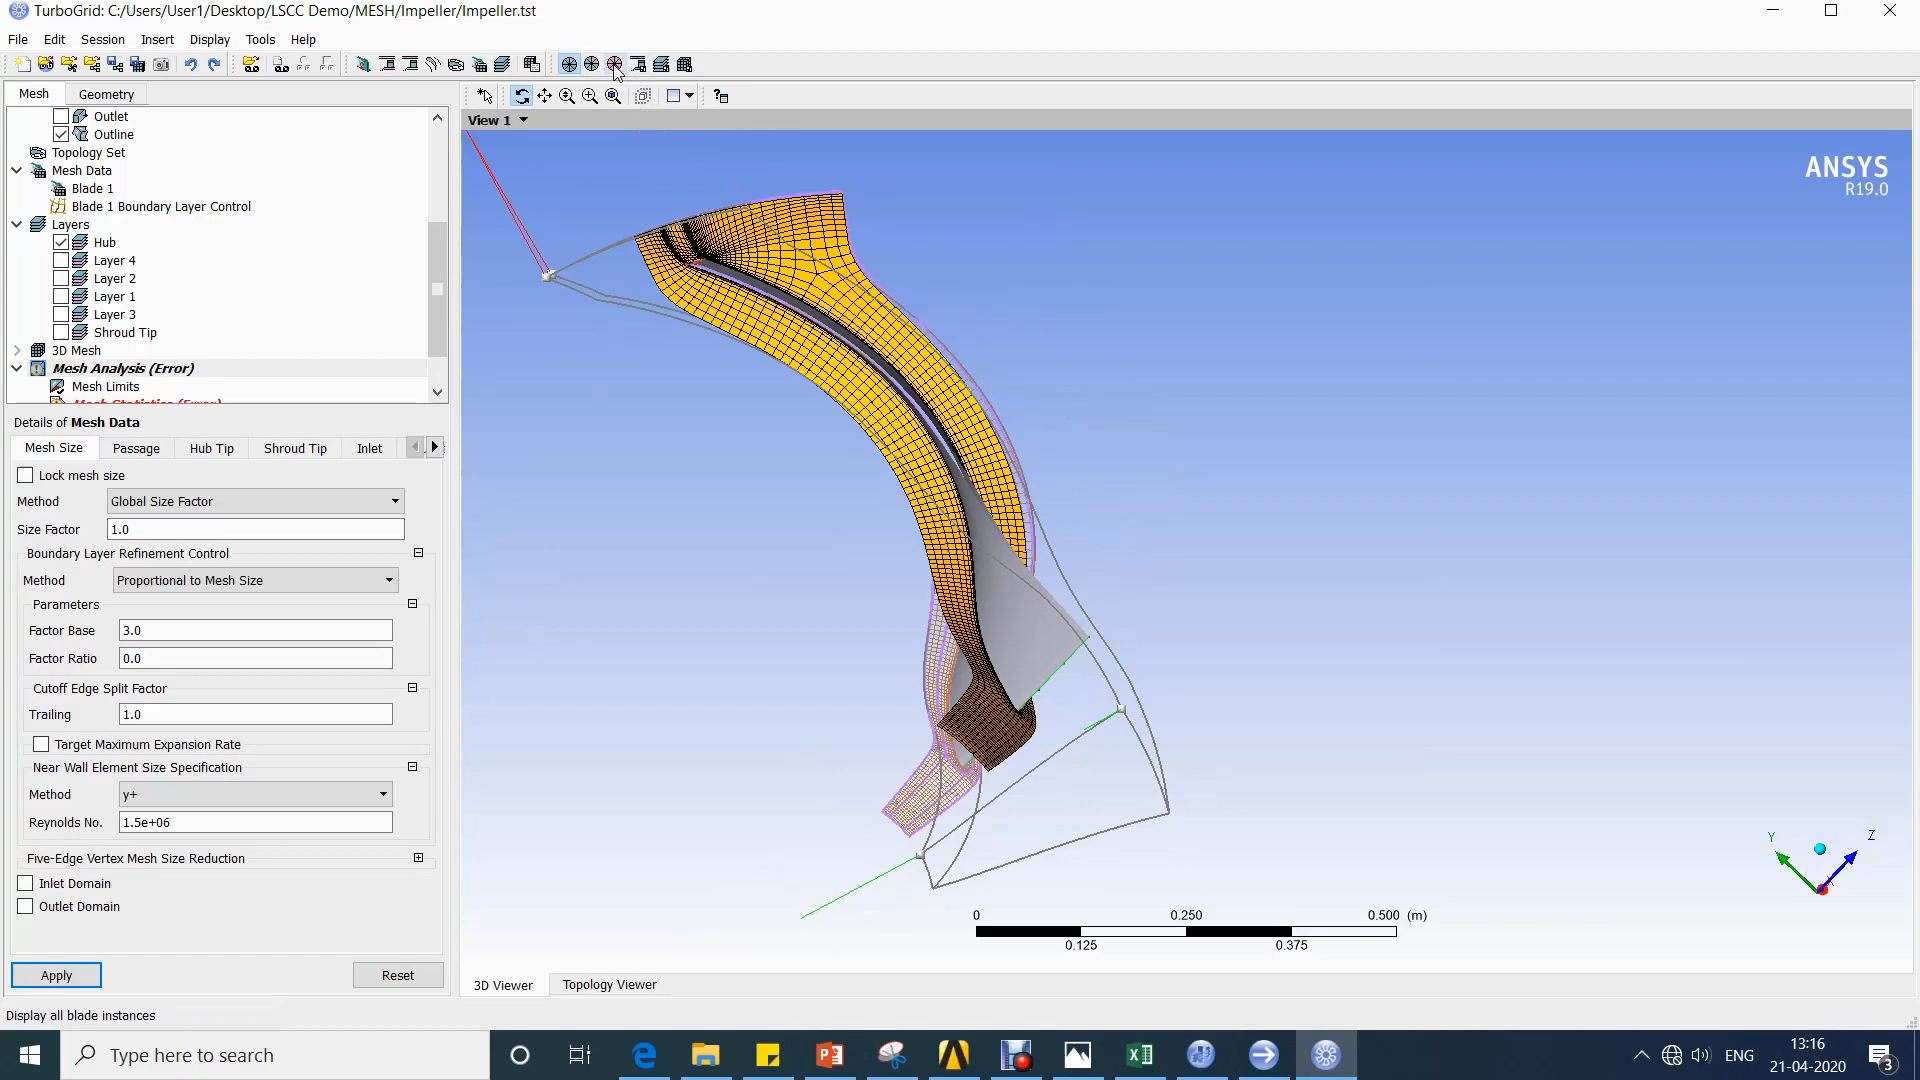 TurboGrid: C:/Users/User1/Desktop/LSCC Demo/MESH/Impeller/Impeller.tst
File Edit Session Insert Display Tools Help
Mesh Geometry
View 1
Outlet
Outline
Topology Set
Mesh Data
Blade 1
Blade 1 Boundary Layer Control
Layers
Hub
Layer 4
Layer 2
Layer 1
Layer 3
Shroud Tip
3D Mesh
Mesh Analysis (Error)
Mesh Limits
Mesh Statistics (Error)
Details of Mesh Data
Mesh Size Passage Hub Tip Shroud Tip Inlet
Lock mesh size
Method Global Size Factor
Size Factor 1.0
Boundary Layer Refinement Control
Method Proportional to Mesh Size
Parameters
Factor Base 3.0
Factor Ratio 0.0
Cutoff Edge Split Factor
Trailing 1.0
Target Maximum Expansion Rate
Near Wall Element Size Specification
Method y+
Reynolds No. 1.5e+06
Five-Edge Vertex Mesh Size Reduction
Inlet Domain
Outlet Domain
Apply Reset
ANSYS
R19.0
Y Z
X
0 0.250 0.500 (m)
0.125 0.375
3D Viewer Topology Viewer
Display all blade instances
Type here to search
ENG
13:16
21-04-2020
3